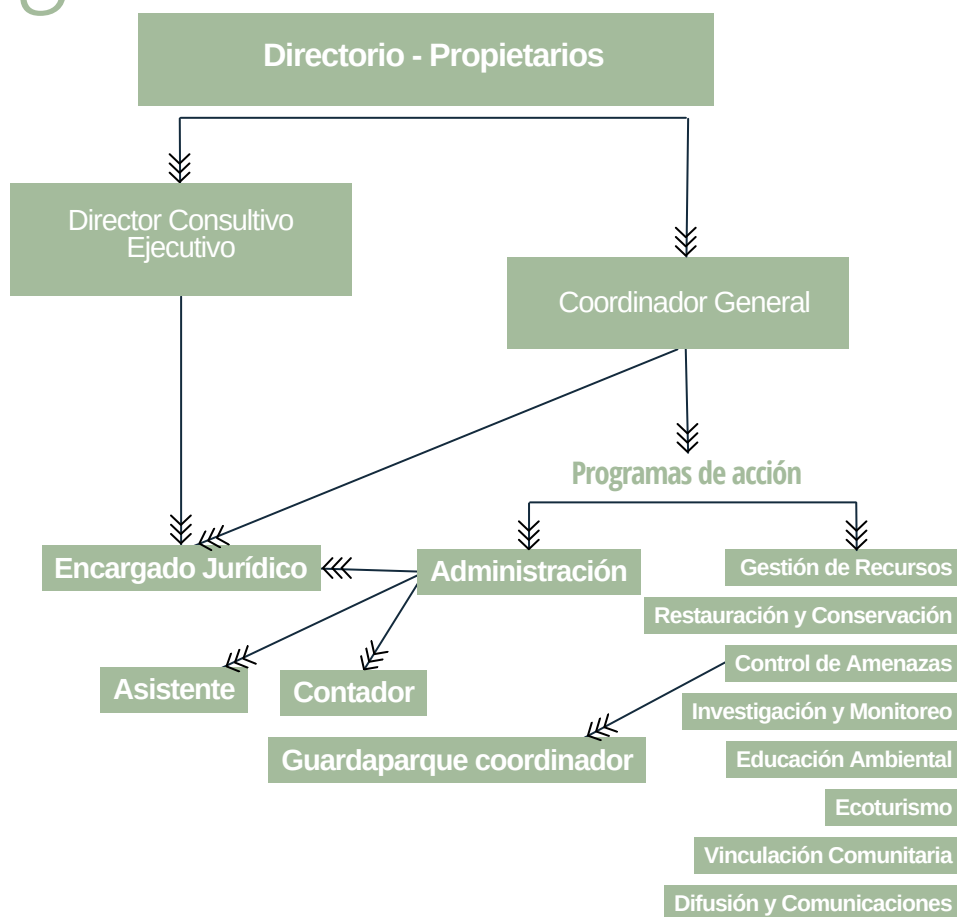 Directorio - Propietarios
Director Consultivo
Ejecutivo
Coordinador General
Programas de acción
Encargado Jurídico
Administración
Gestión de Recursos
Restauración y Conservación
Control de Amenazas
Asistente
Contador
Investigación y Monitoreo
Guardaparque coordinador
Educación Ambiental
Ecoturismo
Vinculación Comunitaria
Difusión y Comunicaciones